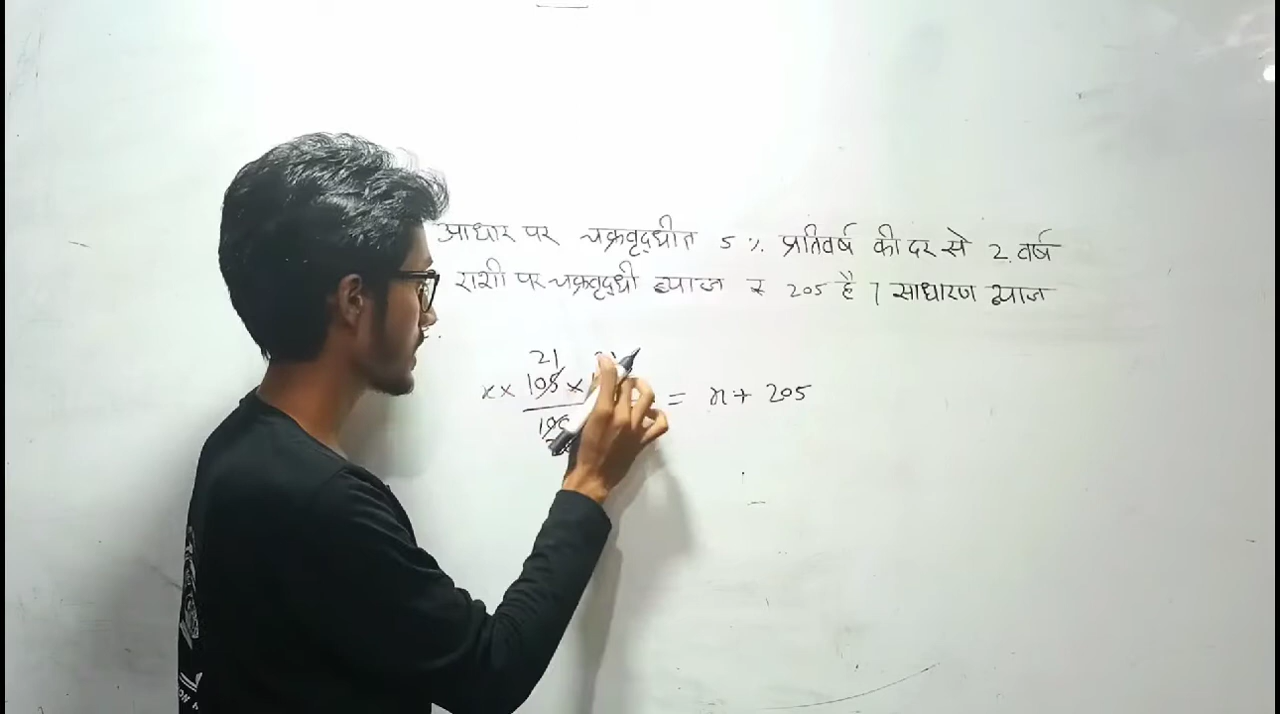 आधार पर चक्रवृद्धीत 5 % प्रतिवर्ष की दर से 2 वर्ष
राशी पर चक्रवृद्धी ब्याज ₹ 205 है । साधारण ब्याज
21
x × 105 × = x + 205
100